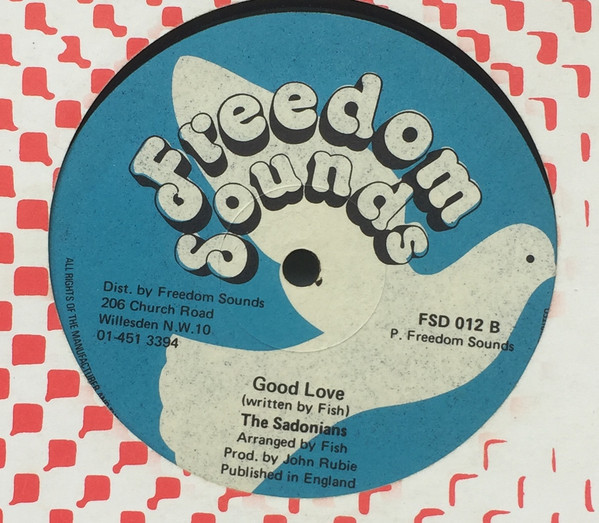 Freedom
Sounds
Dist. by Freedom Sounds
206 Church Road
Willesden N.W.10
01-451 3394
FSD 012 B
P. Freedom Sounds
Good Love
(written by Fish)
The Sadonians
Arranged by Fish
Prod. by John Rubie
Published in England
ALL RIGHTS OF THE MANUFACTURER